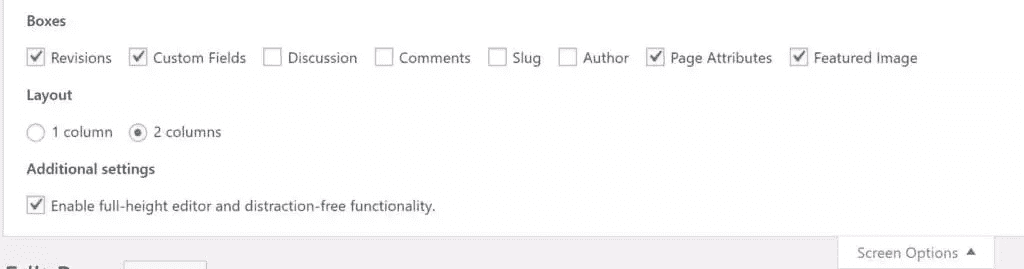 Boxes
Revisions Custom Fields Discussion Comments Slug Author Page Attributes Featured Image
Layout
1 column 2 columns
Additional settings
Enable full-height editor and distraction-free functionality.
Screen Options